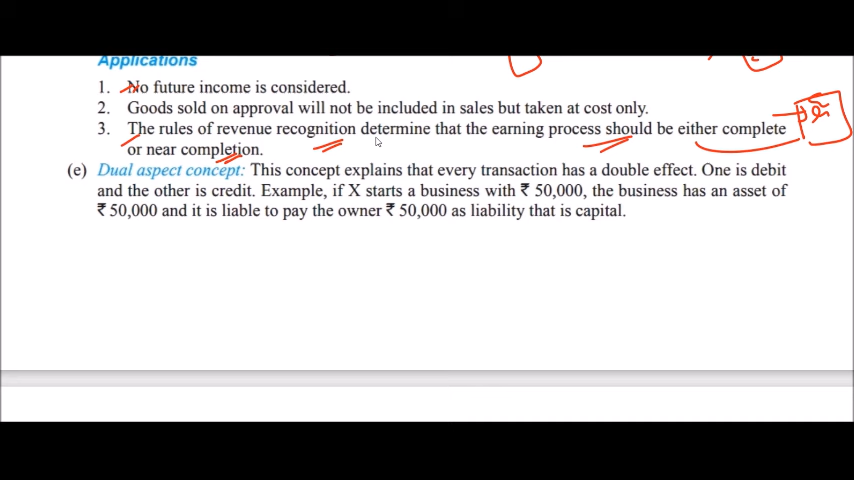 Applications
1. No future income is considered.
2. Goods sold on approval will not be included in sales but taken at cost only.
3. The rules of revenue recognition determine that the earning process should be either complete
or near completion.
(e) Dual aspect concept: This concept explains that every transaction has a double effect. One is debit
and the other is credit. Example, if X starts a business with ₹ 50,000, the business has an asset of
₹ 50,000 and it is liable to pay the owner ₹ 50,000 as liability that is capital.